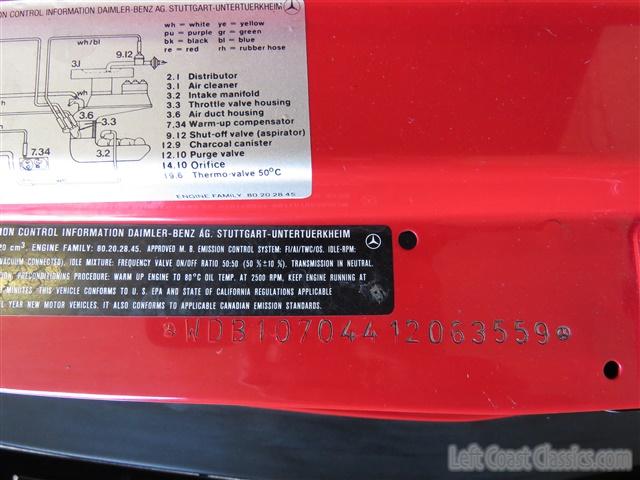 ION CONTROL INFORMATION DAIMLER-BENZ AG. STUTTGART-UNTERTUERKHEIM
wh = white ye = yellow
pu = purple gr = green
bk = black bl = blue
re = red rh = rubber hose
wh/bl
9.12
3.1
wh
3.6
3.3
7.34
3.2
2.1 Distributor
3.1 Air cleaner
3.2 Intake manifold
3.3 Throttle valve housing
3.6 Air duct housing
7.34 Warm-up compensator
9.12 Shut-off valve (aspirator)
12.9 Charcoal canister
12.10 Purge valve
14.10 Orifice
19.6 Thermo-valve 50°C
ENGINE FAMILY 80.20.28.45
ION CONTROL INFORMATION DAIMLER-BENZ AG. STUTTGART-UNTERTUERKHEIM
20 cm³. ENGINE FAMILY: 80.20.28.45. APPROVED M. B. EMISSION CONTROL SYSTEM: FI/AI/TWC/OS. IDLE-RPM:
VACUUM CONNECTED), IDLE MIXTURE: FREQUENCY VALVE ON/OFF RATIO 50:50 (50 %±10 %), TRANSMISSION IN NEUTRAL.
TION, PRECONDITIONING PROCEDURE: WARM UP ENGINE TO 80°C OIL TEMP. AT 2500 RPM, KEEP ENGINE RUNNING AT
MINUTES. THIS VEHICLE CONFORMS TO U. S. EPA AND STATE OF CALIFORNIA REGULATIONS APPLICABLE
YEAR NEW MOTOR VEHICLES. IT ALSO CONFORMS TO APPLICABLE CANADIAN EMISSION STANDARDS.
WDB10704412063559
Left Coast Classics.com